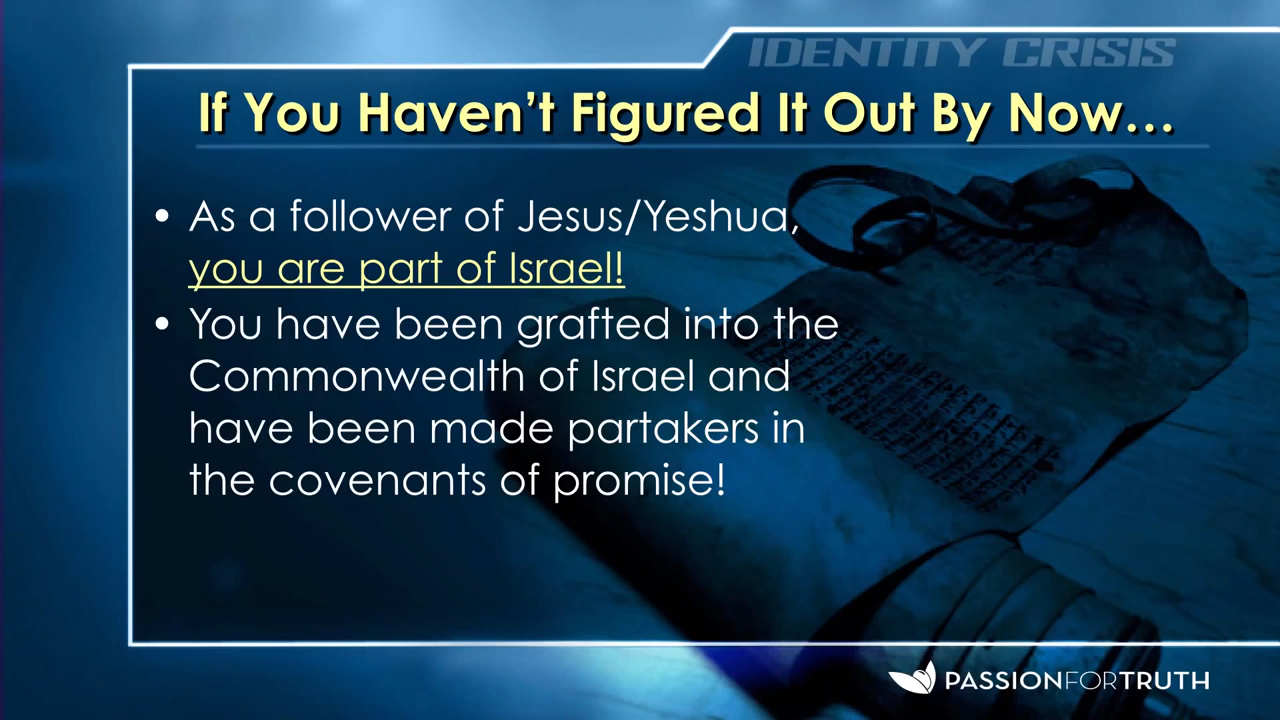 IDENTITY CRISIS
If You Haven’t Figured It Out By Now…
• As a follower of Jesus/Yeshua,
you are part of Israel!
• You have been grafted into the
Commonwealth of Israel and
have been made partakers in
the covenants of promise!
PASSIONFORTRUTH